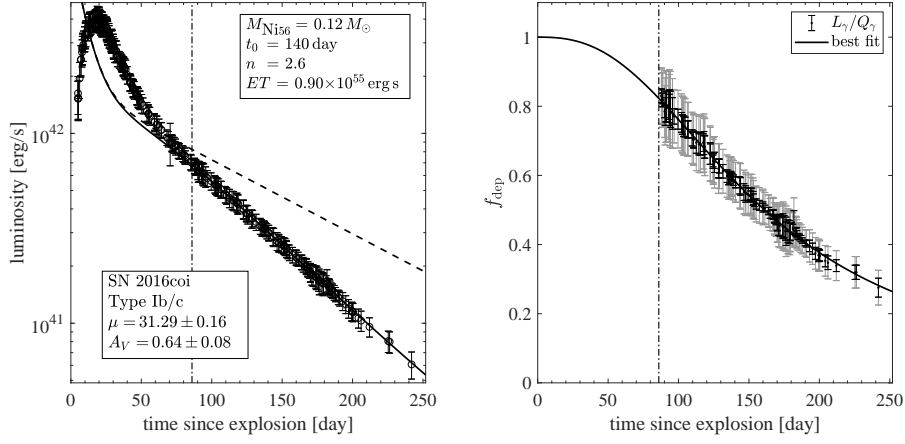 M_Ni56 = 0.12 M_⊙
t_0 = 140 day
n = 2.6
ET = 0.90×10^55 erg s
SN 2016coi
Type Ib/c
μ = 31.29 ± 0.16
A_V = 0.64 ± 0.08
10^42
10^41
luminosity [erg/s]
0 50 100 150 200 250
time since explosion [day]
L_γ/Q_γ
best fit
1
0.8
0.6
0.4
0.2
0
f_dep
0 50 100 150 200 250
time since explosion [day]